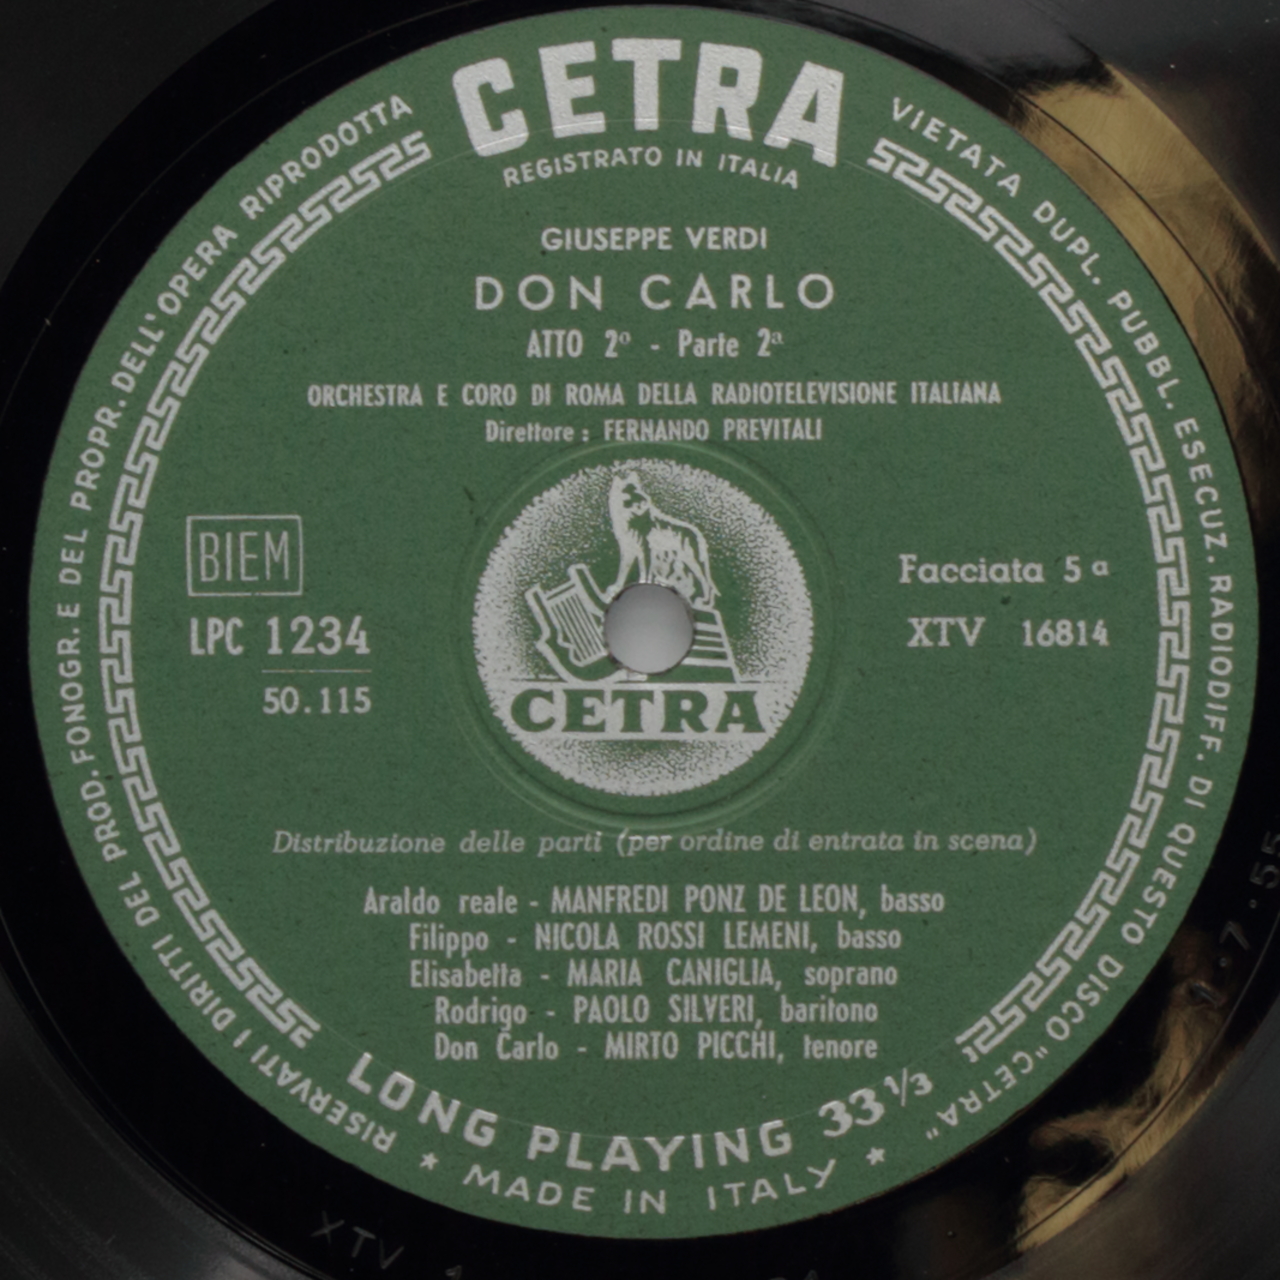 CETRA
REGISTRATO IN ITALIA
RISERVATI I DIRITTI DEL PROD. FONOGR. E DEL PROPR. DELL'OPERA RIPRODOTTA
VIETATA DUPL. PUBBL. ESECUZ. RADIODIFF. DI QUESTO DISCO "CETRA"
GIUSEPPE VERDI
DON CARLO
ATTO 2º - Parte 2ª
ORCHESTRA E CORO DI ROMA DELLA RADIOTELEVISIONE ITALIANA
Direttore : FERNANDO PREVITALI
BIEM
LPC 1234
50.115
Facciata 5ª
XTV 16814
CETRA
Distribuzione delle parti (per ordine di entrata in scena)
Araldo reale - MANFREDI PONZ DE LEON, basso
Filippo - NICOLA ROSSI LEMENI, basso
Elisabetta - MARIA CANIGLIA, soprano
Rodrigo - PAOLO SILVERI, baritono
Don Carlo - MIRTO PICCHI, tenore
LONG PLAYING 33 1/3
★ MADE IN ITALY ★
XTV